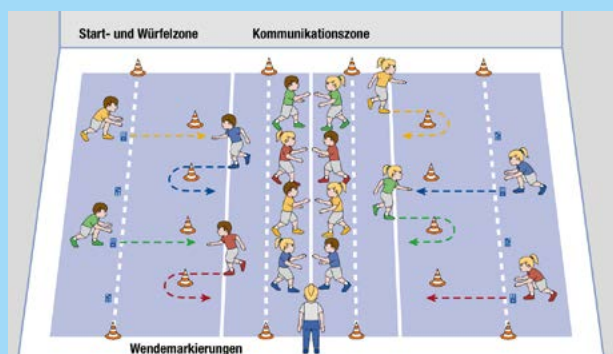 Start- und Würfelzone
Kommunikationszone
Wendemarkierungen